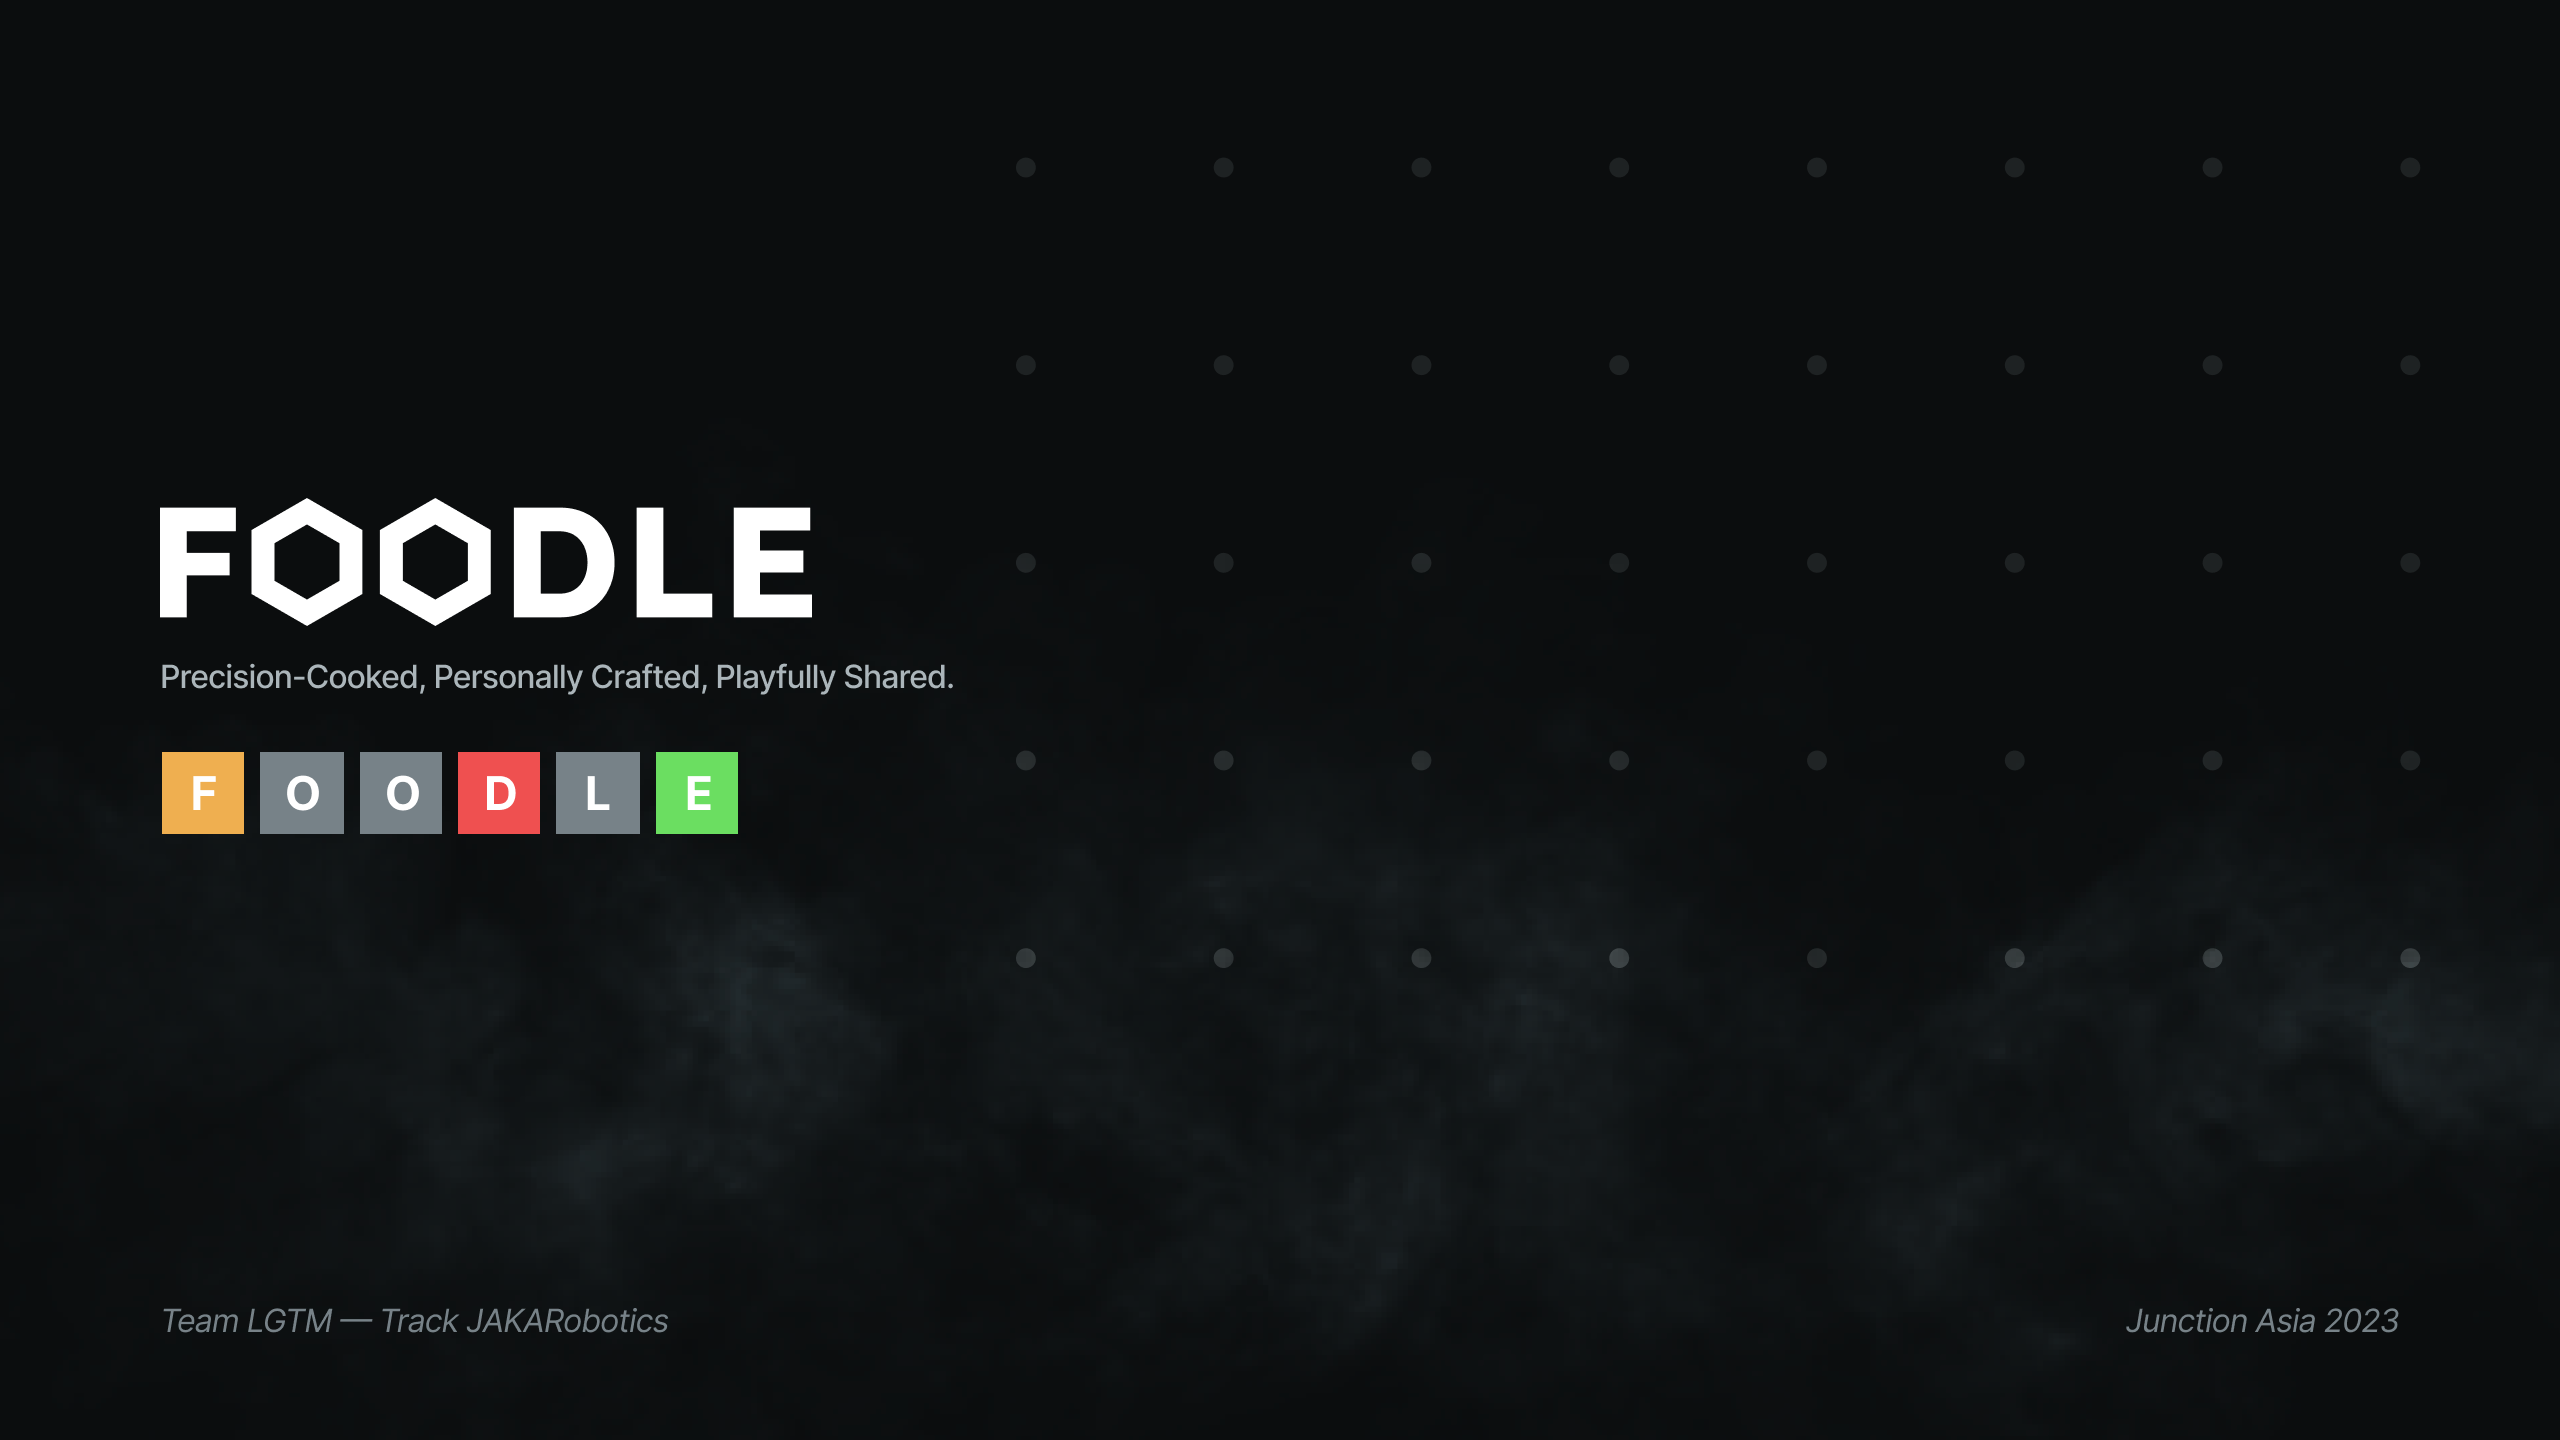 FOODLE
Precision-Cooked, Personally Crafted, Playfully Shared.
F O O D L E
Team LGTM — Track JAKARobotics
Junction Asia 2023